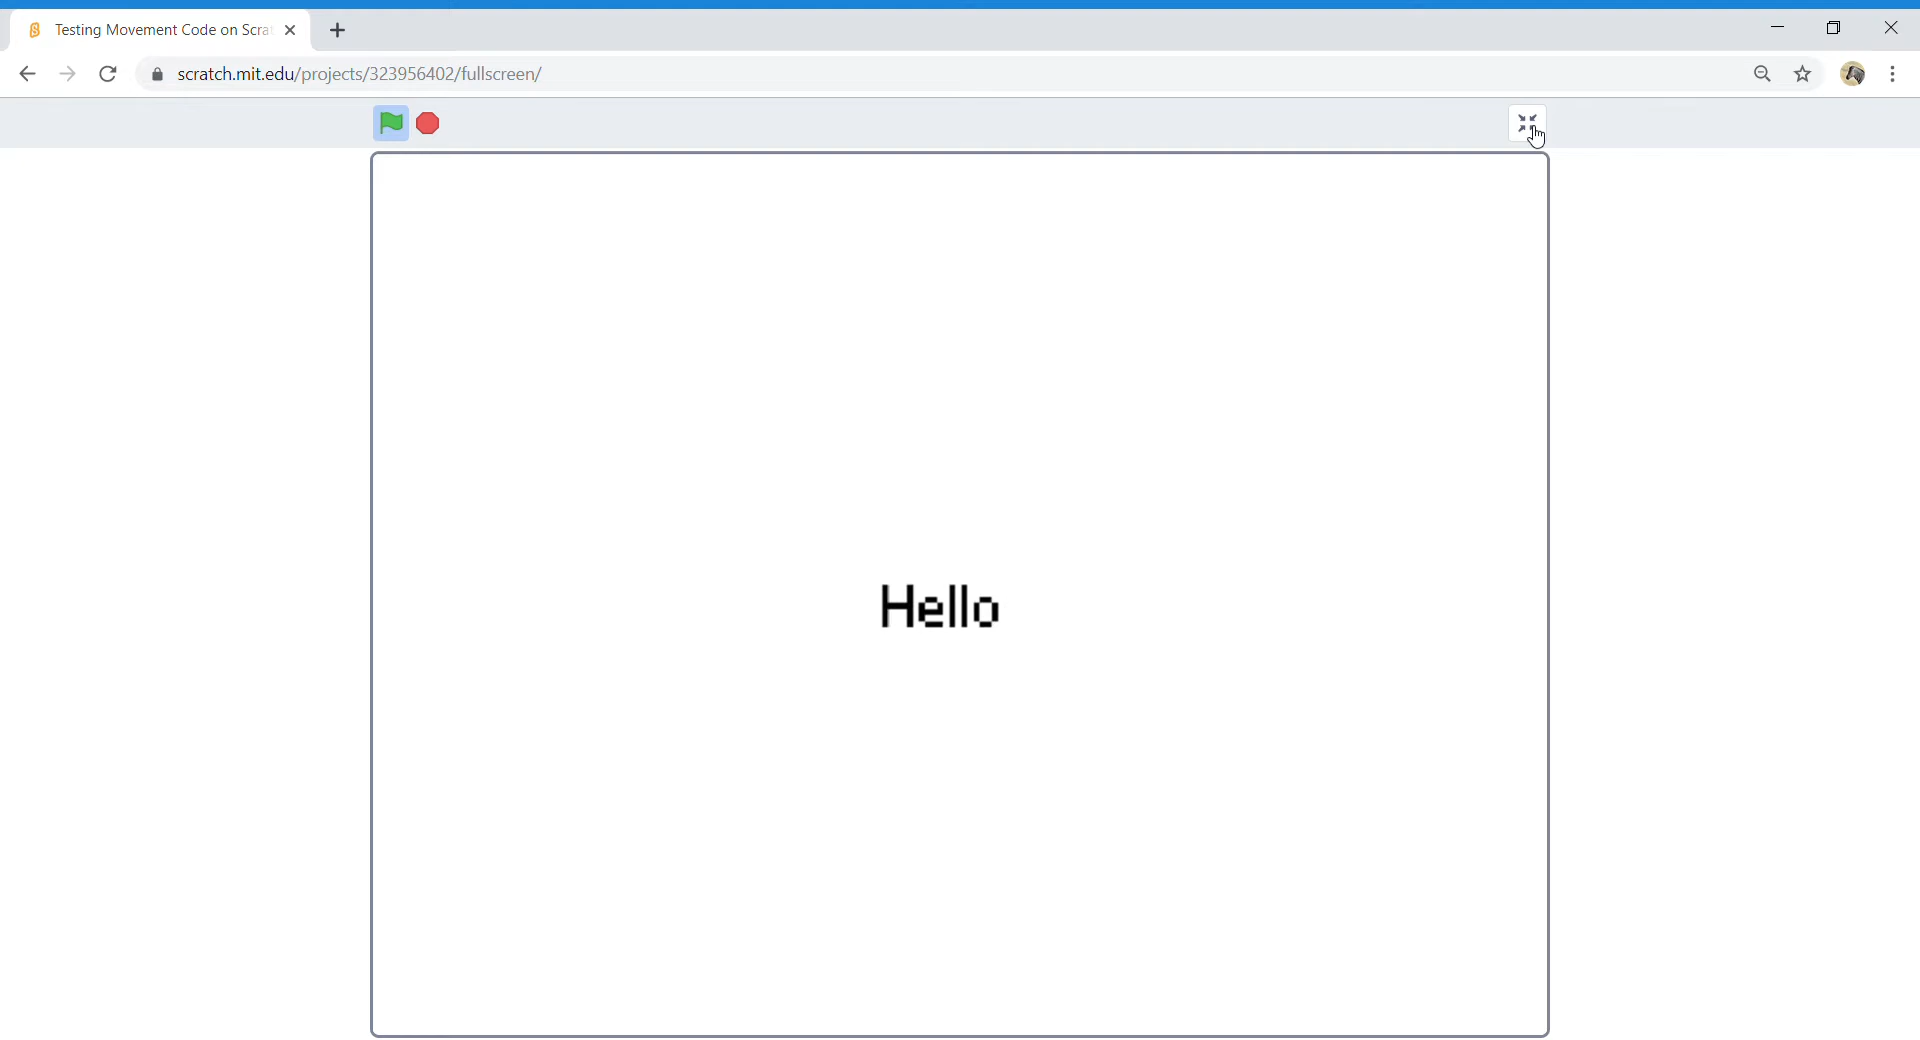 Testing Movement Code on Scra
scratch.mit.edu/projects/323956402/fullscreen/
Hello